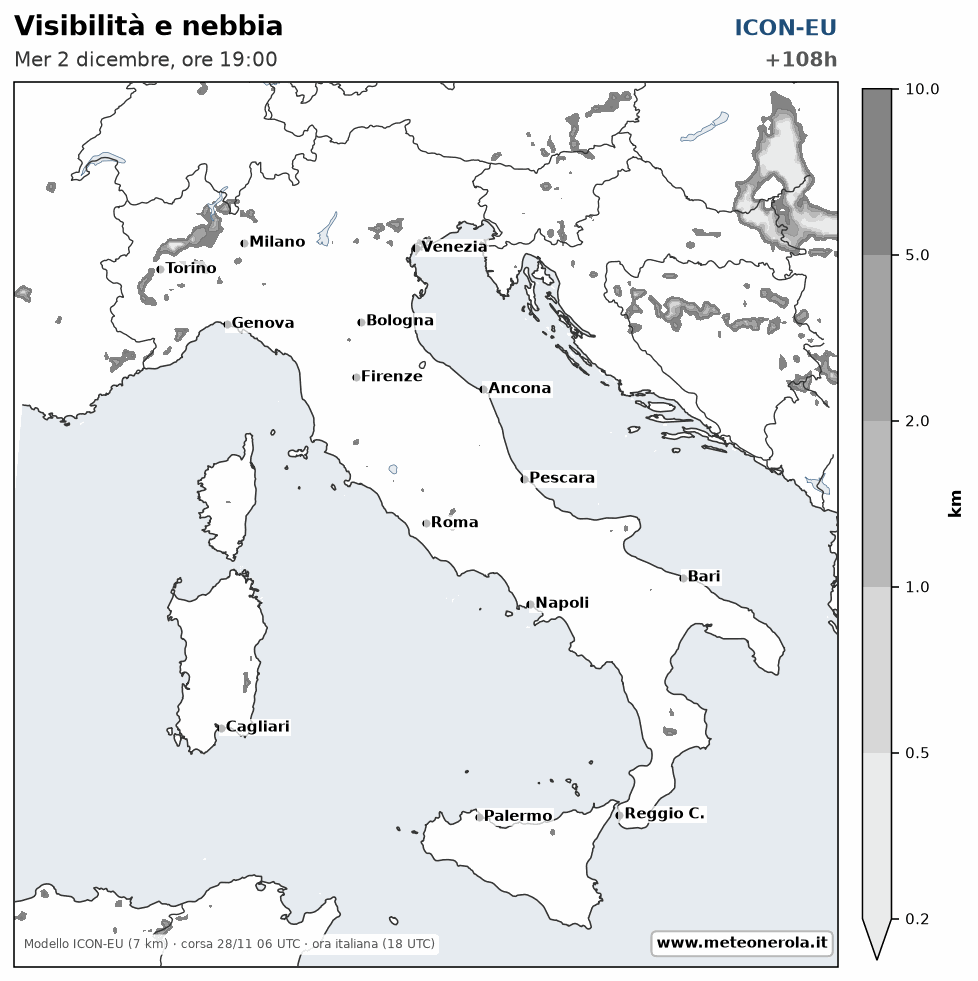 Visibilità e nebbia
ICON-EU
Mer 2 dicembre, ore 19:00
+108h
10.0
5.0
2.0
1.0
0.5
0.2
km
Milano
Venezia
Torino
Genova
Bologna
Firenze
Ancona
Pescara
Roma
Bari
Napoli
Cagliari
Palermo
Reggio C.
Modello ICON-EU (7 km) · corsa 28/11 06 UTC · ora italiana (18 UTC)
www.meteonerola.it